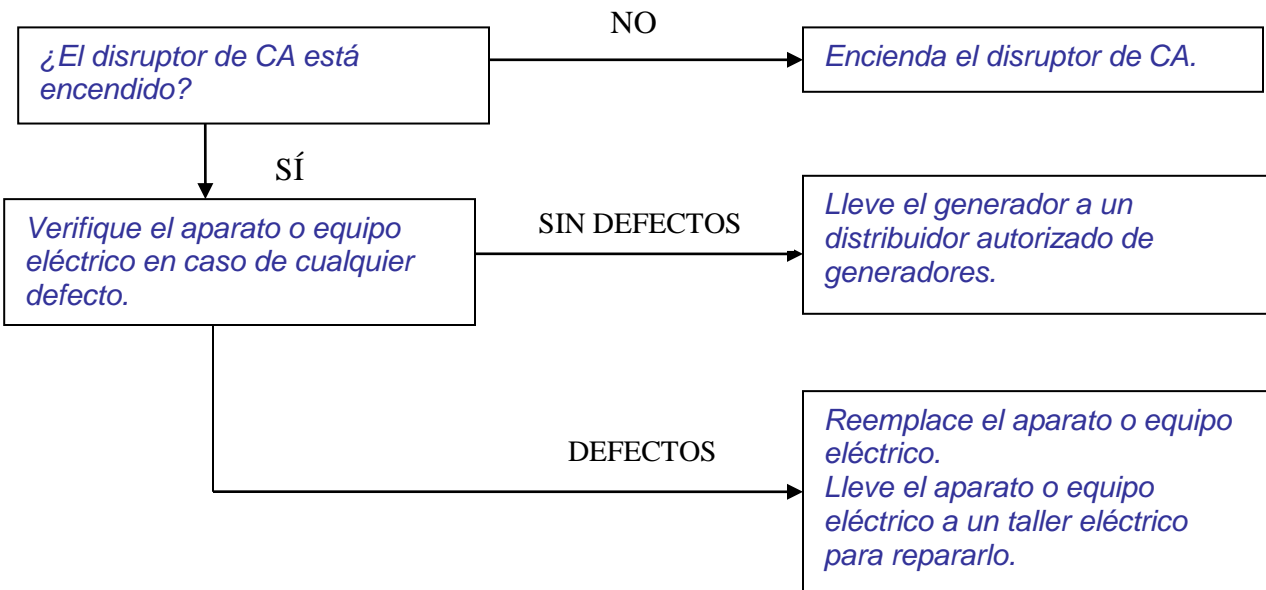 NO
¿El disruptor de CA está
encendido?
Encienda el disruptor de CA.
SÍ
Verifique el aparato o equipo
eléctrico en caso de cualquier
defecto.
SIN DEFECTOS
Lleve el generador a un
distribuidor autorizado de
generadores.
DEFECTOS
Reemplace el aparato o equipo
eléctrico.
Lleve el aparato o equipo
eléctrico a un taller eléctrico
para repararlo.